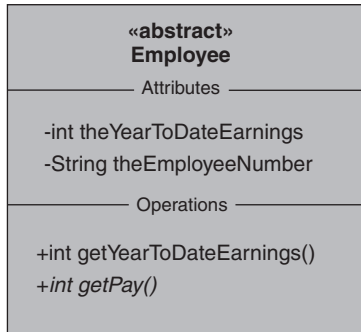 «abstract»
Employee
Attributes
-int theYearToDateEarnings
-String theEmployeeNumber
Operations
+int getYearToDateEarnings()
+int getPay()